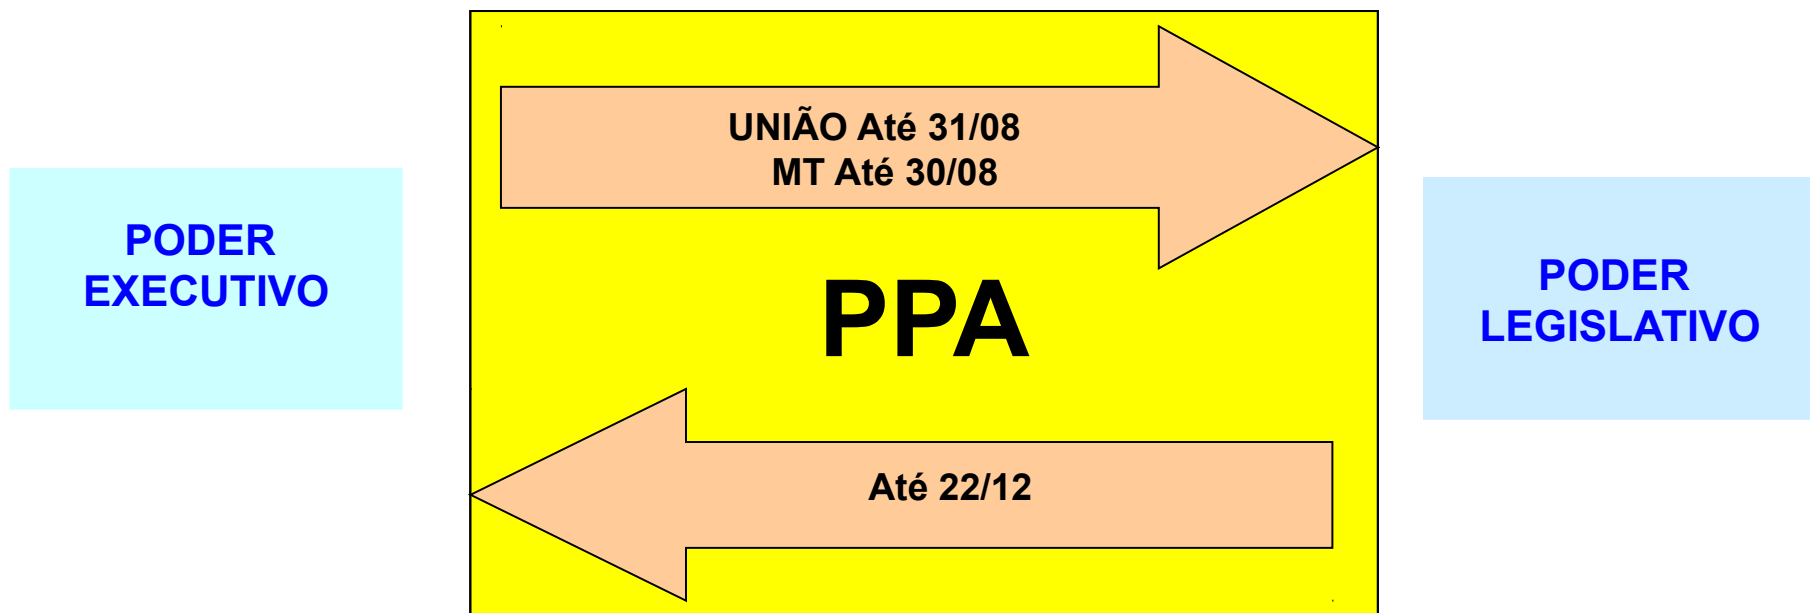 PODER
EXECUTIVO
UNIÃO Até 31/08
MT Até 30/08
PPA
Até 22/12
PODER
LEGISLATIVO